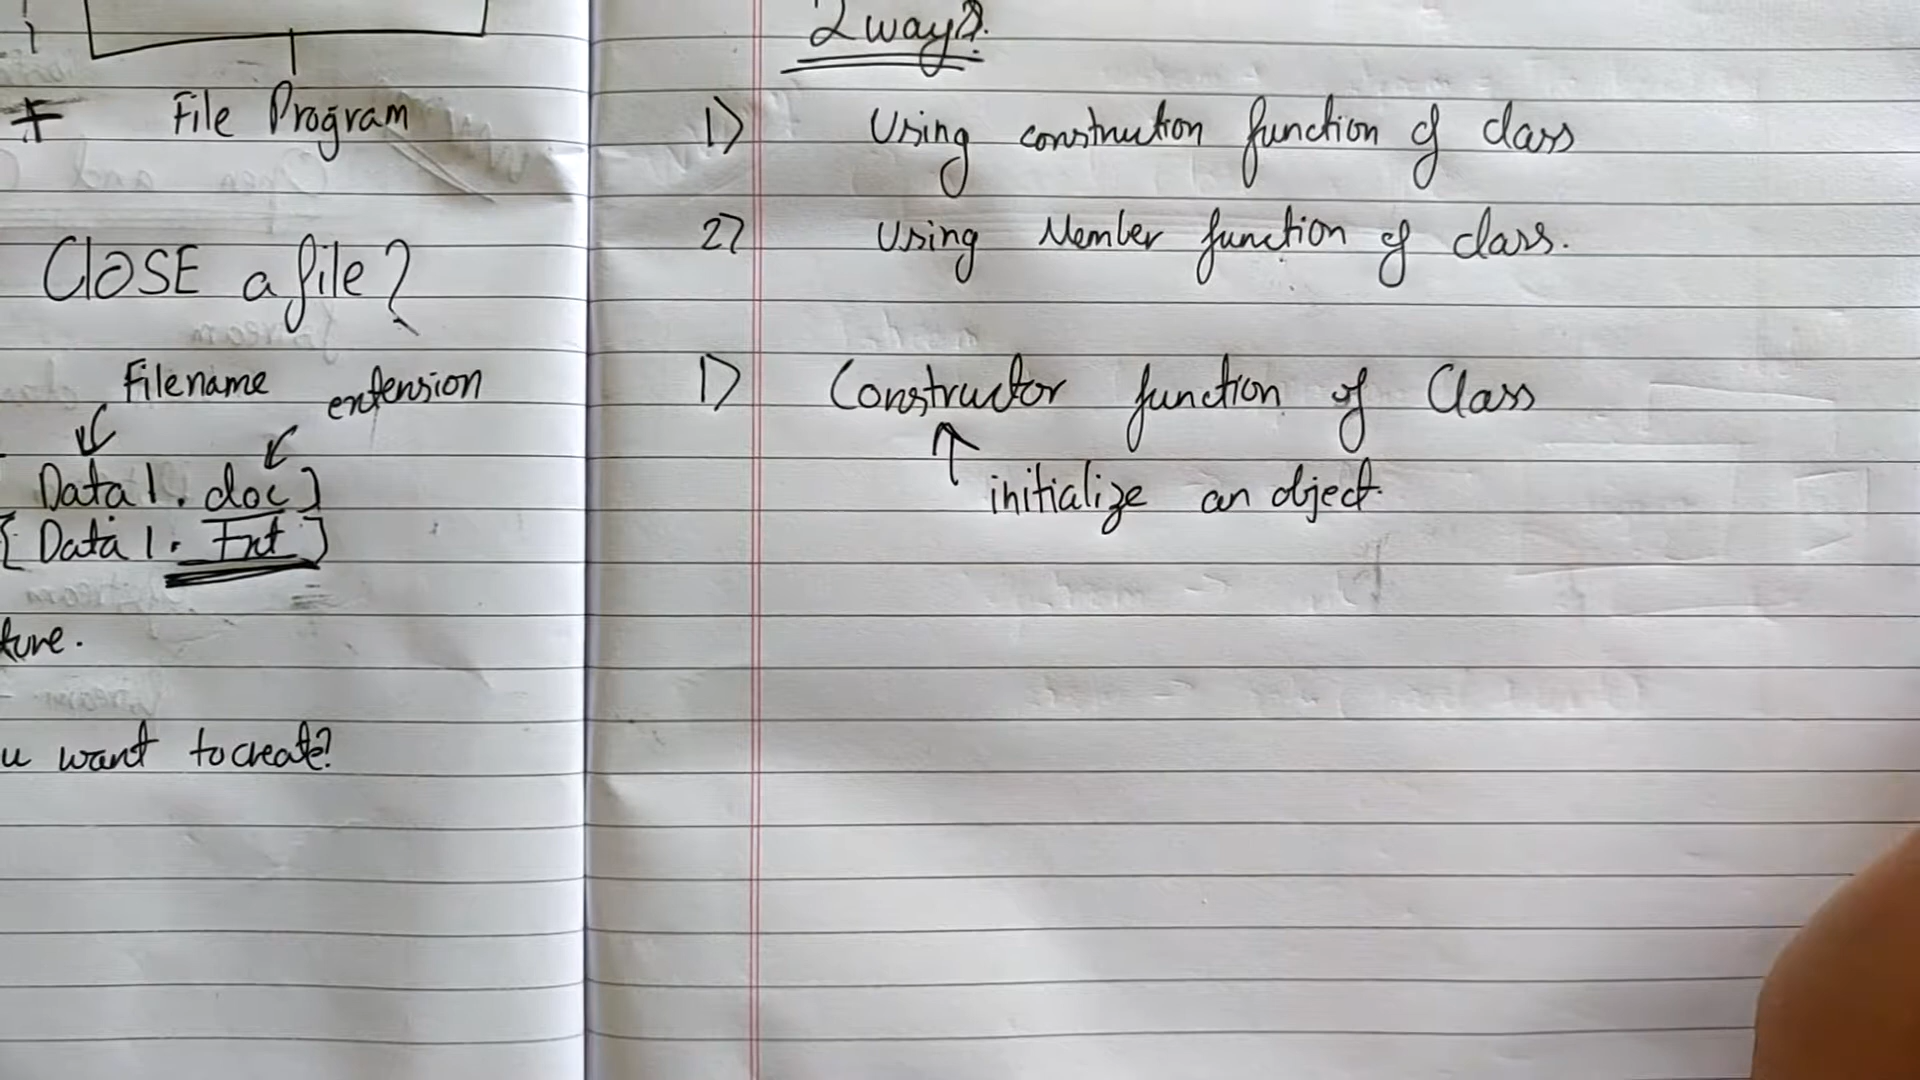 File Program
CloSE a file?
Filename extension
Data1.doc]
[Data1.txt]
ture.
u want to create?
2 ways.
1) Using construction function of class
2) Using Member function of class.
1) Constructor function of Class
initialize an object.